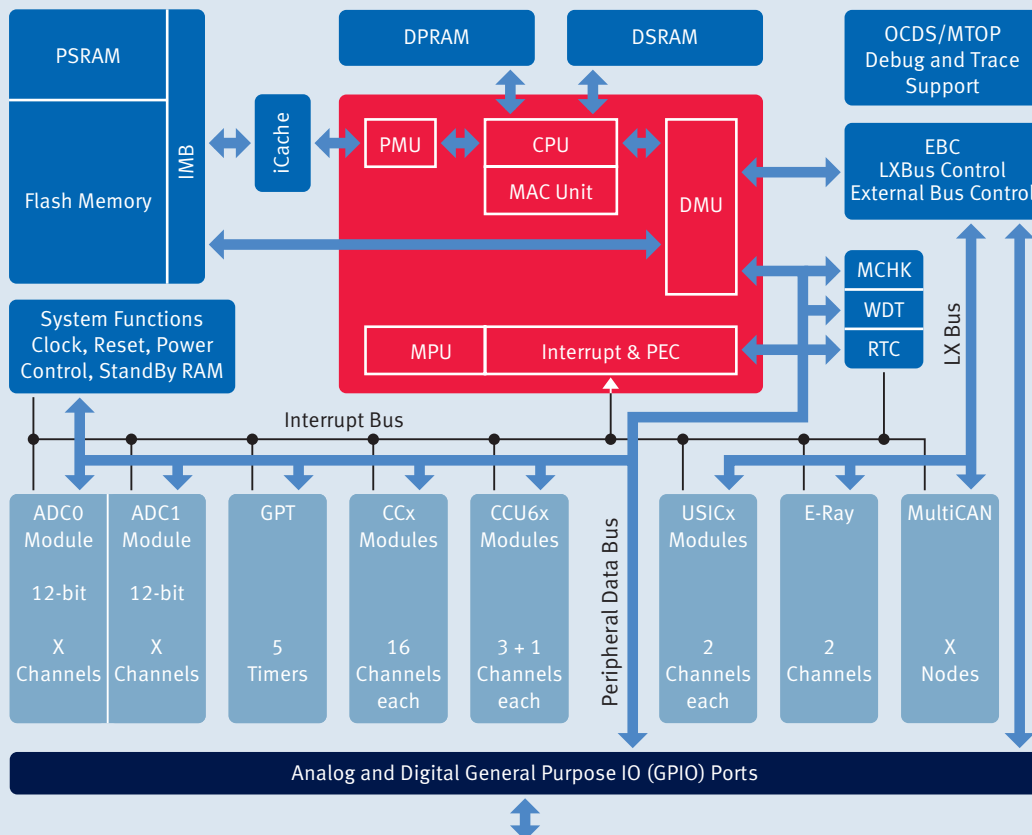 PSRAM
Flash Memory
IMB
iCache
DPRAM
DSRAM
PMU
CPU
MAC Unit
DMU
MPU
Interrupt & PEC
OCDS/MTOP
Debug and Trace
Support
EBC
LXBus Control
External Bus Control
MCHK
WDT
RTC
LX Bus
System Functions
Clock, Reset, Power
Control, StandBy RAM
Interrupt Bus
Peripheral Data Bus
ADC0
Module
12-bit
X
Channels
ADC1
Module
12-bit
X
Channels
GPT
5
Timers
CCx
Modules
16
Channels
each
CCU6x
Modules
3 + 1
Channels
each
USICx
Modules
2
Channels
each
E-Ray
2
Channels
MultiCAN
X
Nodes
Analog and Digital General Purpose IO (GPIO) Ports